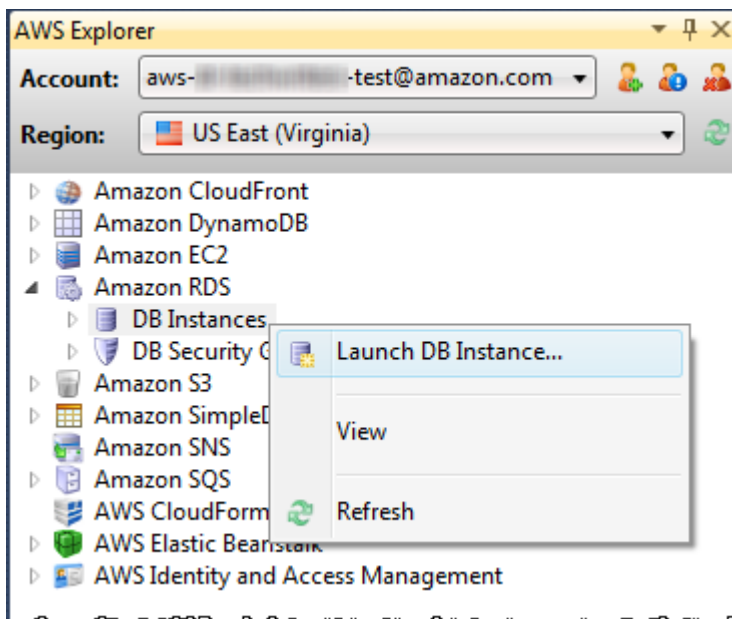 AWS Explorer
Account: aws- -test@amazon.com
Region: US East (Virginia)
Amazon CloudFront
Amazon DynamoDB
Amazon EC2
Amazon RDS
DB Instances
DB Security
Launch DB Instance...
Amazon S3
Amazon
View
Amazon SNS
Amazon SQS
AWS
Refresh
AWS Elastic Beanstalk
AWS Identity and Access Management